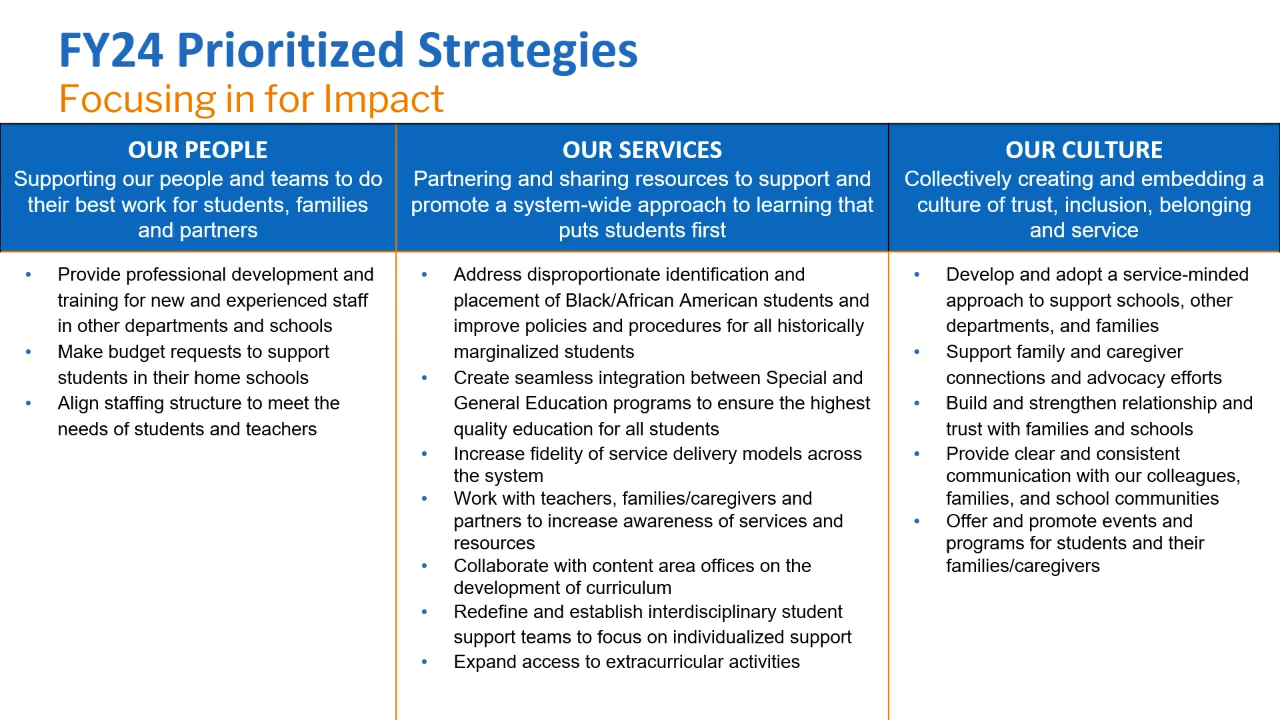 FY24 Prioritized Strategies
Focusing in for Impact
OUR PEOPLE
Supporting our people and teams to do
their best work for students, families
and partners
• Provide professional development and
training for new and experienced staff
in other departments and schools
• Make budget requests to support
students in their home schools
• Align staffing structure to meet the
needs of students and teachers
OUR SERVICES
Partnering and sharing resources to support and
promote a system-wide approach to learning that
puts students first
• Address disproportionate identification and
placement of Black/African American students and
improve policies and procedures for all historically
marginalized students
• Create seamless integration between Special and
General Education programs to ensure the highest
quality education for all students
• Increase fidelity of service delivery models across
the system
• Work with teachers, families/caregivers and
partners to increase awareness of services and
resources
• Collaborate with content area offices on the
development of curriculum
• Redefine and establish interdisciplinary student
support teams to focus on individualized support
• Expand access to extracurricular activities
OUR CULTURE
Collectively creating and embedding a
culture of trust, inclusion, belonging
and service
• Develop and adopt a service-minded
approach to support schools, other
departments, and families
• Support family and caregiver
connections and advocacy efforts
• Build and strengthen relationship and
trust with families and schools
• Provide clear and consistent
communication with our colleagues,
families, and school communities
• Offer and promote events and
programs for students and their
families/caregivers